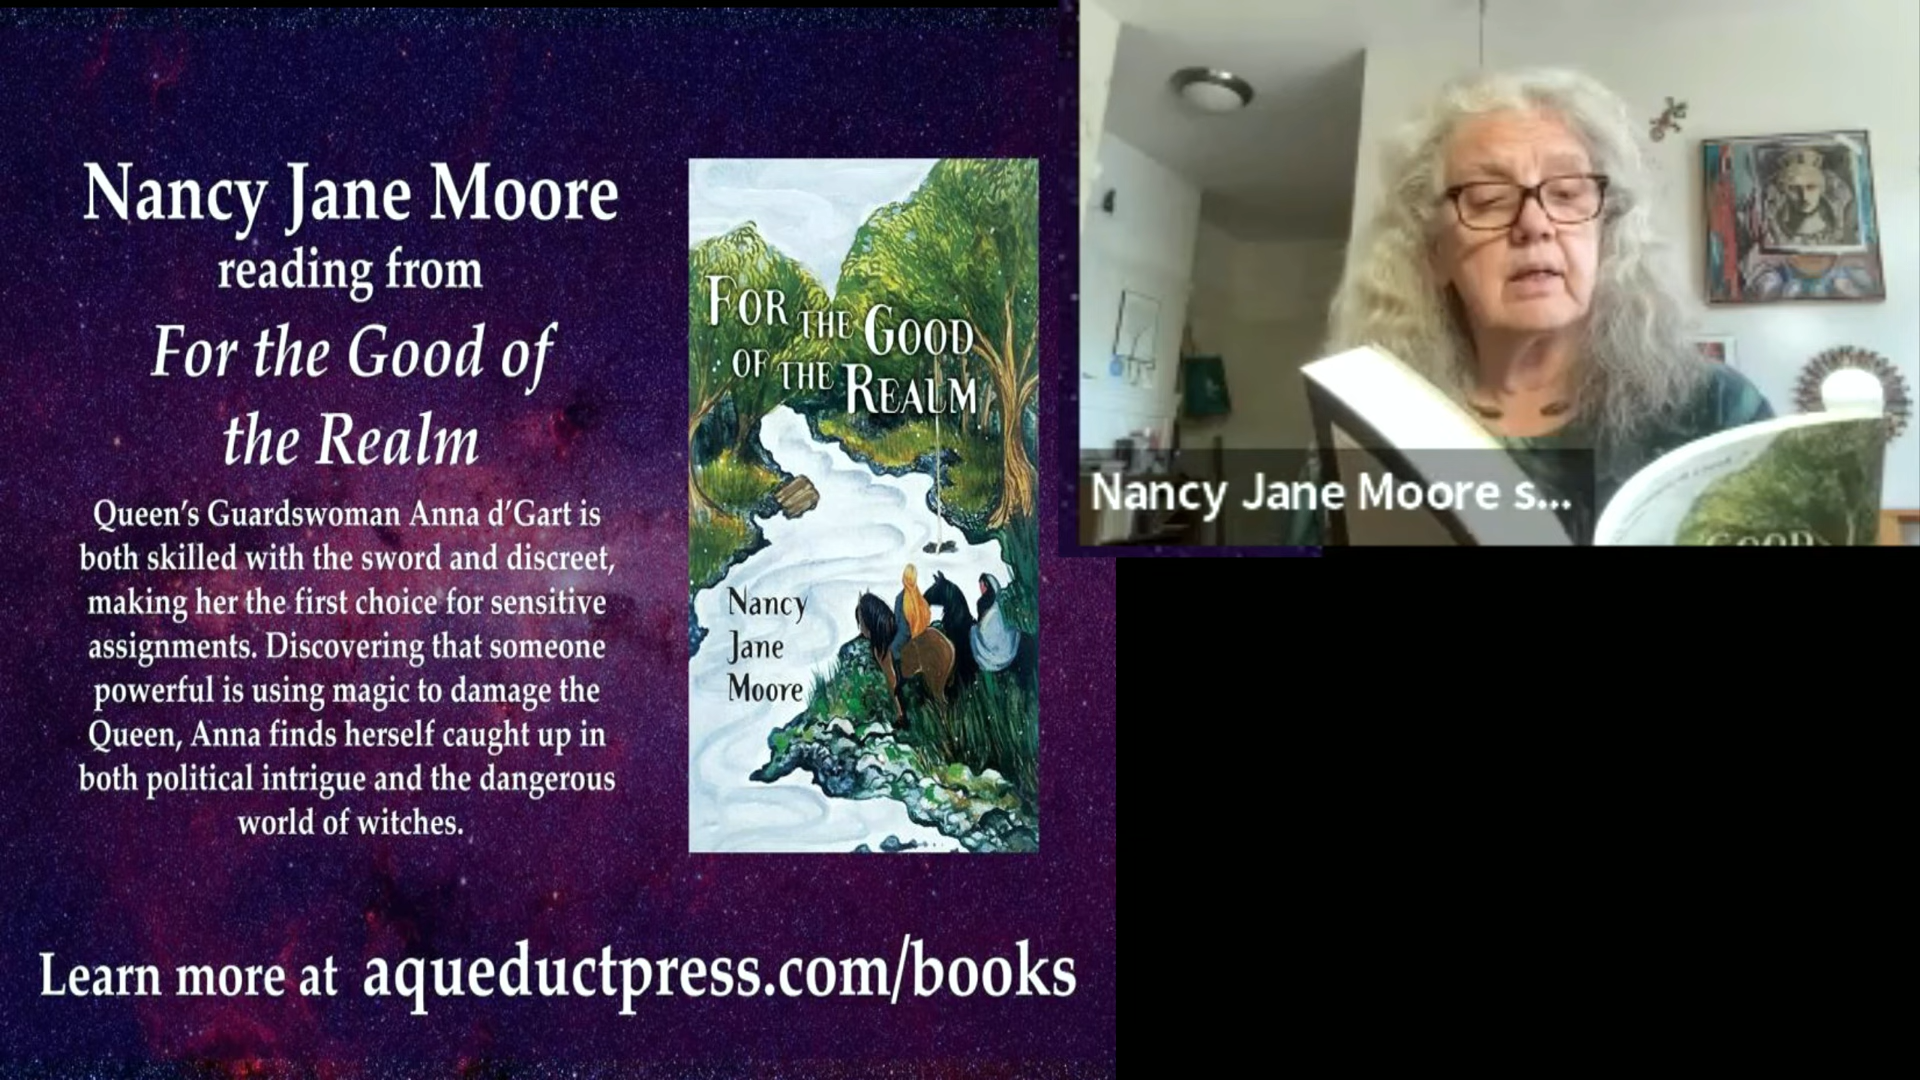 Nancy Jane Moore
reading from
For the Good of
the Realm
Queen's Guardswoman Anna d'Gart is
both skilled with the sword and discreet,
making her the first choice for sensitive
assignments. Discovering that someone
powerful is using magic to damage the
Queen, Anna finds herself caught up in
both political intrigue and the dangerous
world of witches.
Learn more at aqueductpress.com/books
FOR THE GOOD
OF THE REALM
Nancy
Jane
Moore
Nancy Jane Moore s...
GOOD